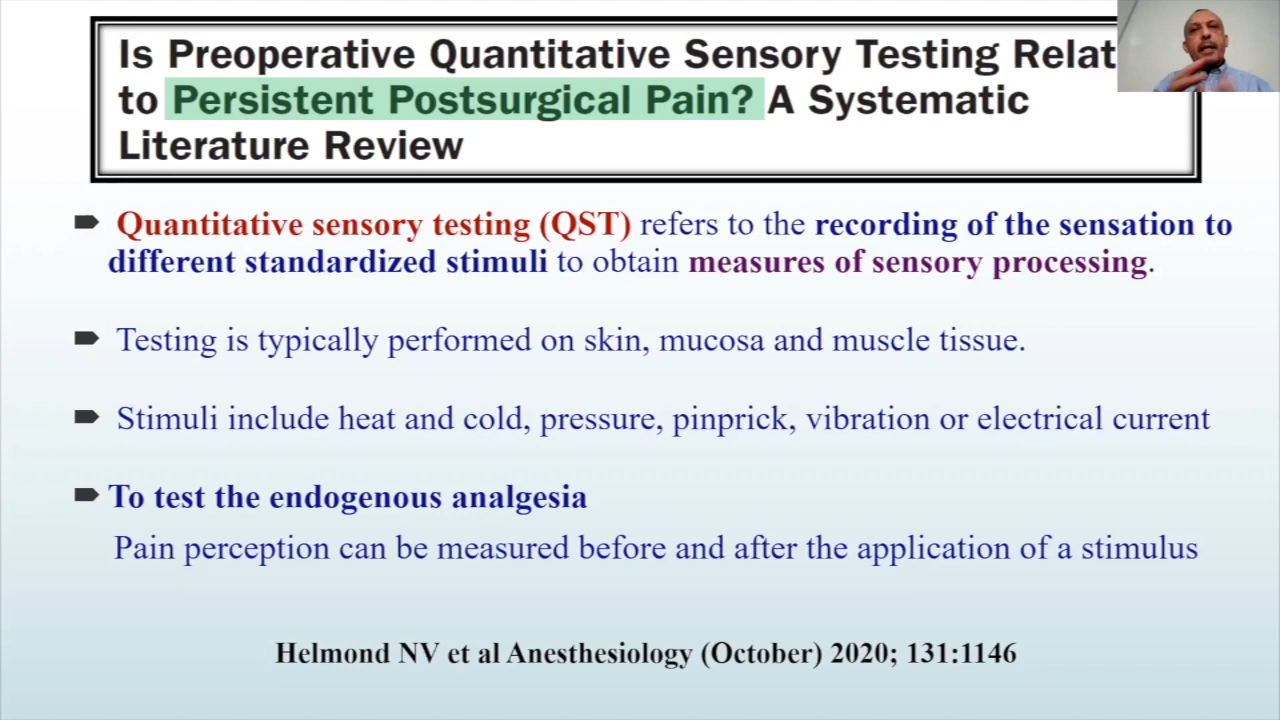 Is Preoperative Quantitative Sensory Testing Relat
to Persistent Postsurgical Pain? A Systematic
Literature Review
Quantitative sensory testing (QST) refers to the recording of the sensation to
different standardized stimuli to obtain measures of sensory processing.
Testing is typically performed on skin, mucosa and muscle tissue.
Stimuli include heat and cold, pressure, pinprick, vibration or electrical current
To test the endogenous analgesia
Pain perception can be measured before and after the application of a stimulus
Helmond NV et al Anesthesiology (October) 2020; 131:1146